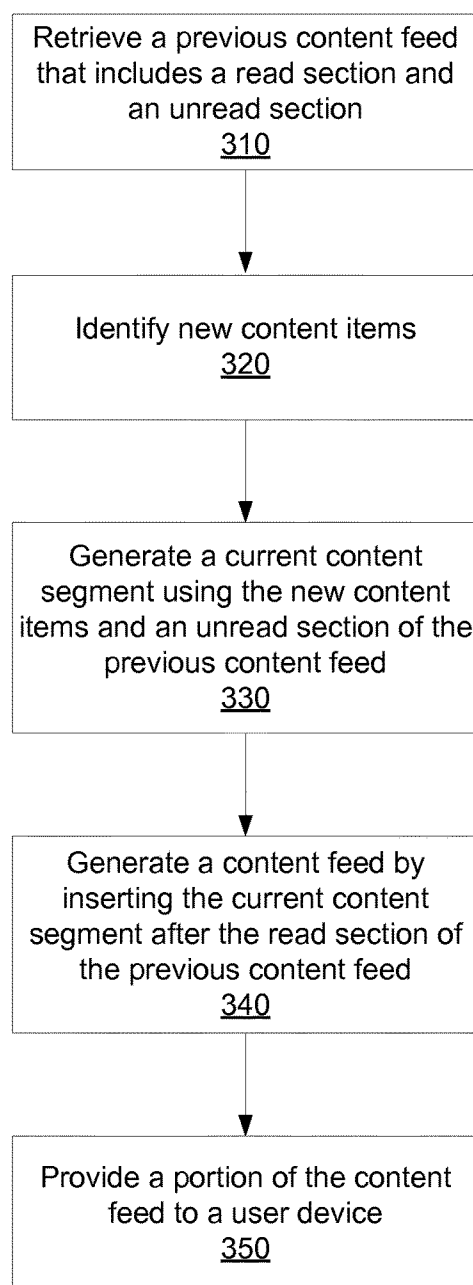 Retrieve a previous content feed
that includes a read section and
an unread section
310
Identify new content items
320
Generate a current content
segment using the new content
items and an unread section of the
previous content feed
330
Generate a content feed by
inserting the current content
segment after the read section of
the previous content feed
340
Provide a portion of the content
feed to a user device
350